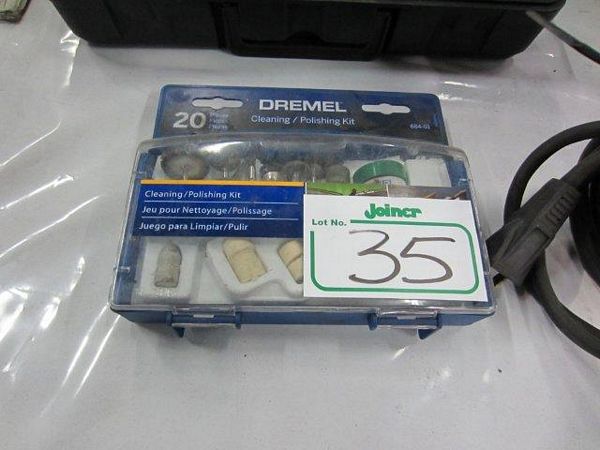 DREMEL
20
Cleaning / Polishing Kit
684-01
Cleaning/Polishing Kit
Jeu pour Nettoyage/Polissage
Juego para Limpiar/Pulir
Joiner
Lot No.
35